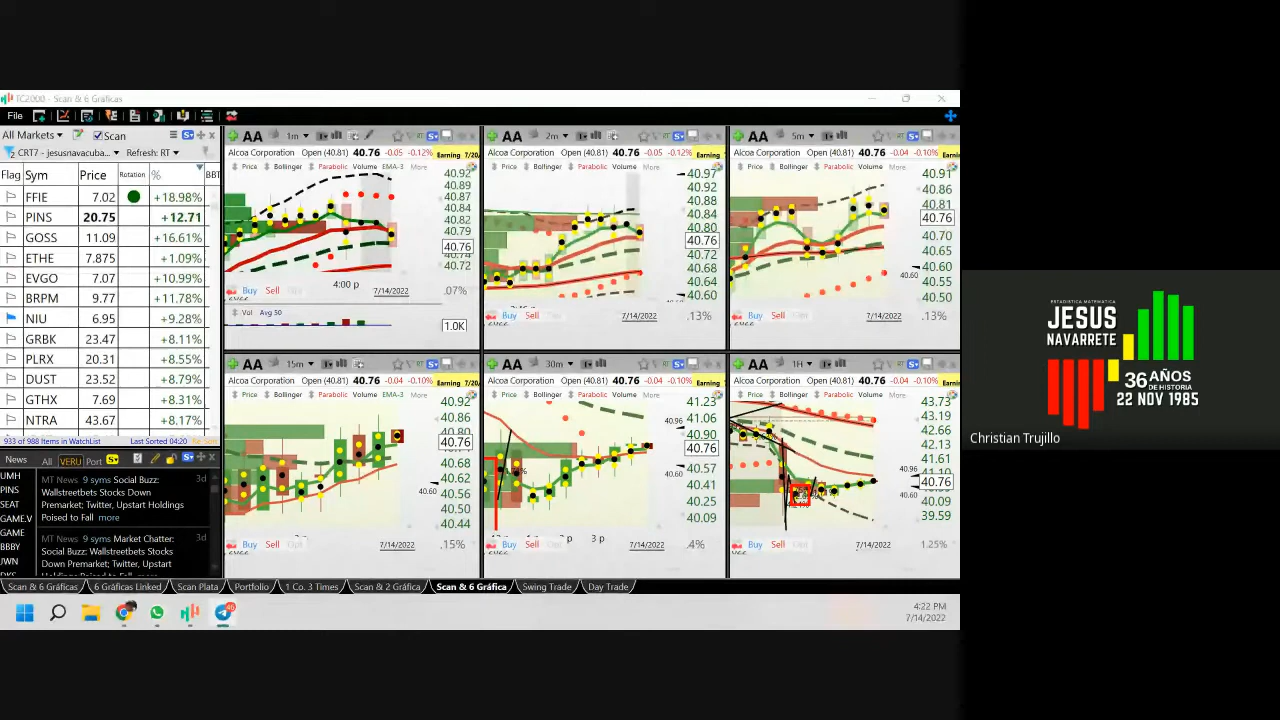 TC2000 - Scan & 6 Gráficas
File
All Markets
Scan
CRT7 - jesusnavacuba...
Refresh: RT
Flag Sym Price Rotation % BBT
FFIE 7.02 +18.98%
PINS 20.75 +12.71
GOSS 11.09 +16.61%
ETHE 7.875 +1.09%
EVGO 7.07 +10.99%
BRPM 9.77 +11.78%
NIU 6.95 +9.28%
GRBK 23.47 +8.11%
PLRX 20.31 +8.55%
DUST 23.52 +8.79%
GTHX 7.69 +8.31%
NTRA 43.67 +8.17%
933 of 988 Items in WatchList Last Sorted 04:20
News All VERU Port
UMH
PINS
SEAT
GAME.V
BBBY
JWN
MT News 9 syms Social Buzz: 3d
Wallstreetbets Stocks Down
Premarket; Twitter, Upstart Holdings
Poised to Fall more
MT News 9 syms Market Chatter: 3d
Social Buzz: Wallstreetbets Stocks
Down Premarket; Twitter, Upstart
AA 1m
Alcoa Corporation Open (40.81) 40.76 -0.05 -0.12% Earning 7/20/
Price Bollinger Parabolic Volume EMA-3 More
40.92
40.89
40.87
40.84
40.82
40.79
40.76
40.74
40.72
Buy Sell
4:00 p
7/14/2022
.07%
Vol Avg 50
1.0K
AA 2m
Alcoa Corporation Open (40.81) 40.76 -0.05 -0.12% Earning
Price Bollinger Parabolic Volume More
40.97
40.92
40.88
40.84
40.80
40.76
40.72
40.68
40.64
40.60
Buy Sell
7/14/2022
.13%
AA 5m
Alcoa Corporation Open (40.81) 40.76 -0.04 -0.10% Earning
Price Bollinger Parabolic Volume More
40.91
40.86
40.81
40.76
40.70
40.65
40.60
40.60
40.55
40.50
Buy Sell
7/14/2022
.13%
AA 15m
Alcoa Corporation Open (40.81) 40.76 -0.04 -0.10% Earning 7/20/
Price Bollinger Parabolic Volume EMA-3 More
40.92
40.86
40.80
40.76
40.68
40.62
40.60
40.56
40.50
40.44
Buy Sell
7/14/2022
.15%
AA 30m
Alcoa Corporation Open (40.81) 40.76 -0.04 -0.10% Earning
Price Bollinger Parabolic Volume More
41.23
41.06
40.96
40.90
40.76
40.57
40.60
40.41
40.25
40.09
3 p
Buy Sell
7/14/2022
.4%
AA 1H
Alcoa Corporation Open (40.81) 40.76 -0.04 -0.10% Earning
Price Bollinger Parabolic Volume More
43.73
43.19
42.66
42.13
41.61
40.96
41.10
40.76
40.60
40.09
39.59
Buy Sell
7/14/2022
1.25%
Scan & 6 Gráficas 6 Gráficas Linked Scan Plata Portfolio 1 Co. 3 Times Scan & 2 Gráfica Scan & 6 Gráfica Swing Trade Day Trade
46
4:22 PM
7/14/2022
ESTADÍSTICA MATEMÁTICA
JESUS
NAVARRETE
36 AÑOS
DE HISTORIA
22 NOV 1985
Christian Trujillo